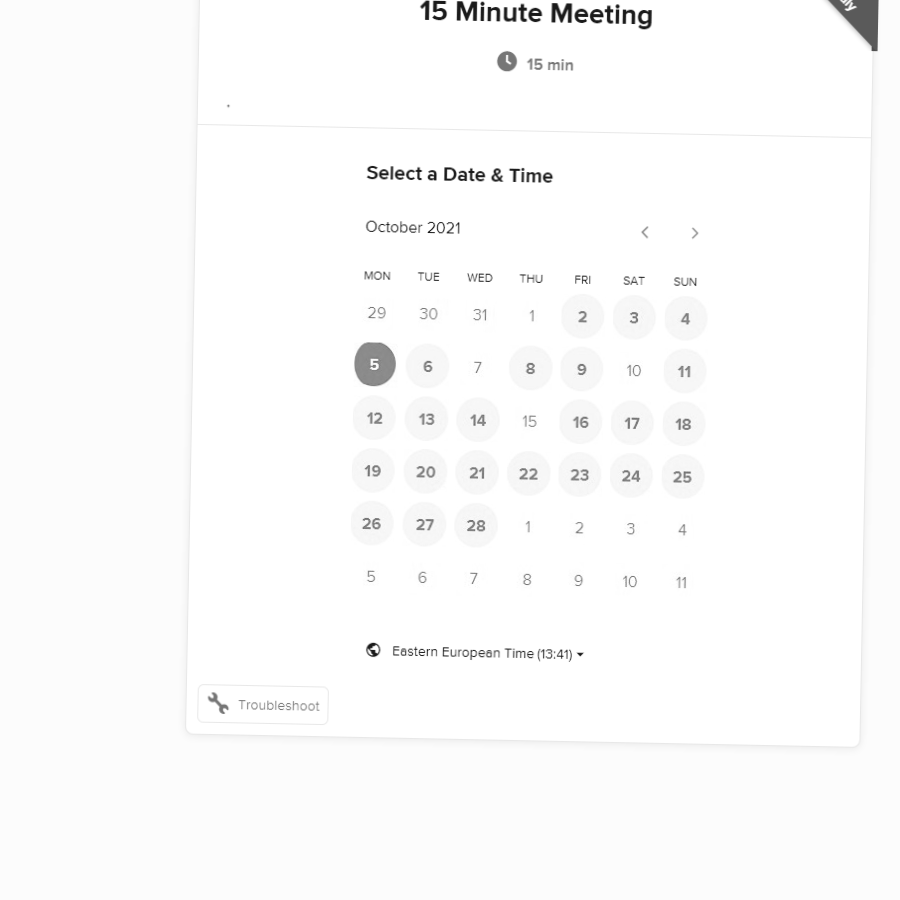 15 Minute Meeting
15 min
.
Select a Date & Time
October 2021
MON TUE WED THU FRI SAT SUN
29 30 31 1 2 3 4
5 6 7 8 9 10 11
12 13 14 15 16 17 18
19 20 21 22 23 24 25
26 27 28 1 2 3 4
5 6 7 8 9 10 11
Eastern European Time (13:41)
Troubleshoot